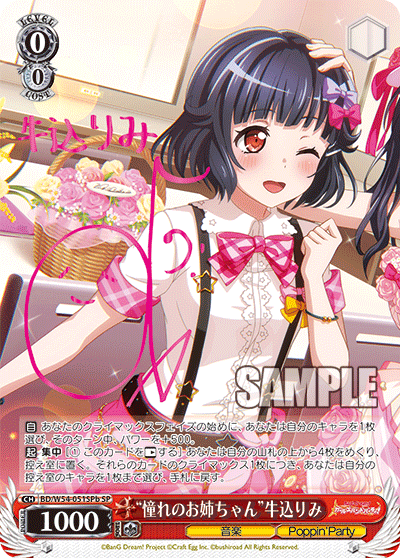 LEVEL
0
0
COST
牛込りみ
SAMPLE
自 あなたのクライマックスフェイズの始めに、あなたは自分のキャラを1枚
選び、そのターン中、パワーを+500。
起 集中 [① このカードをする] あなたは自分の山札の上から4枚をめくり、
控え室に置く。それらのカードのクライマックス1枚につき、あなたは自分の
控え室のキャラを1枚まで選び、手札に戻す。
CH BD/W54-051SPb SP
1000
“憧れのお姉ちゃん”牛込りみ
音楽
Poppin'Party
©BanG Dream! Project ©Craft Egg Inc. ©bushiroad All Rights Reserved.